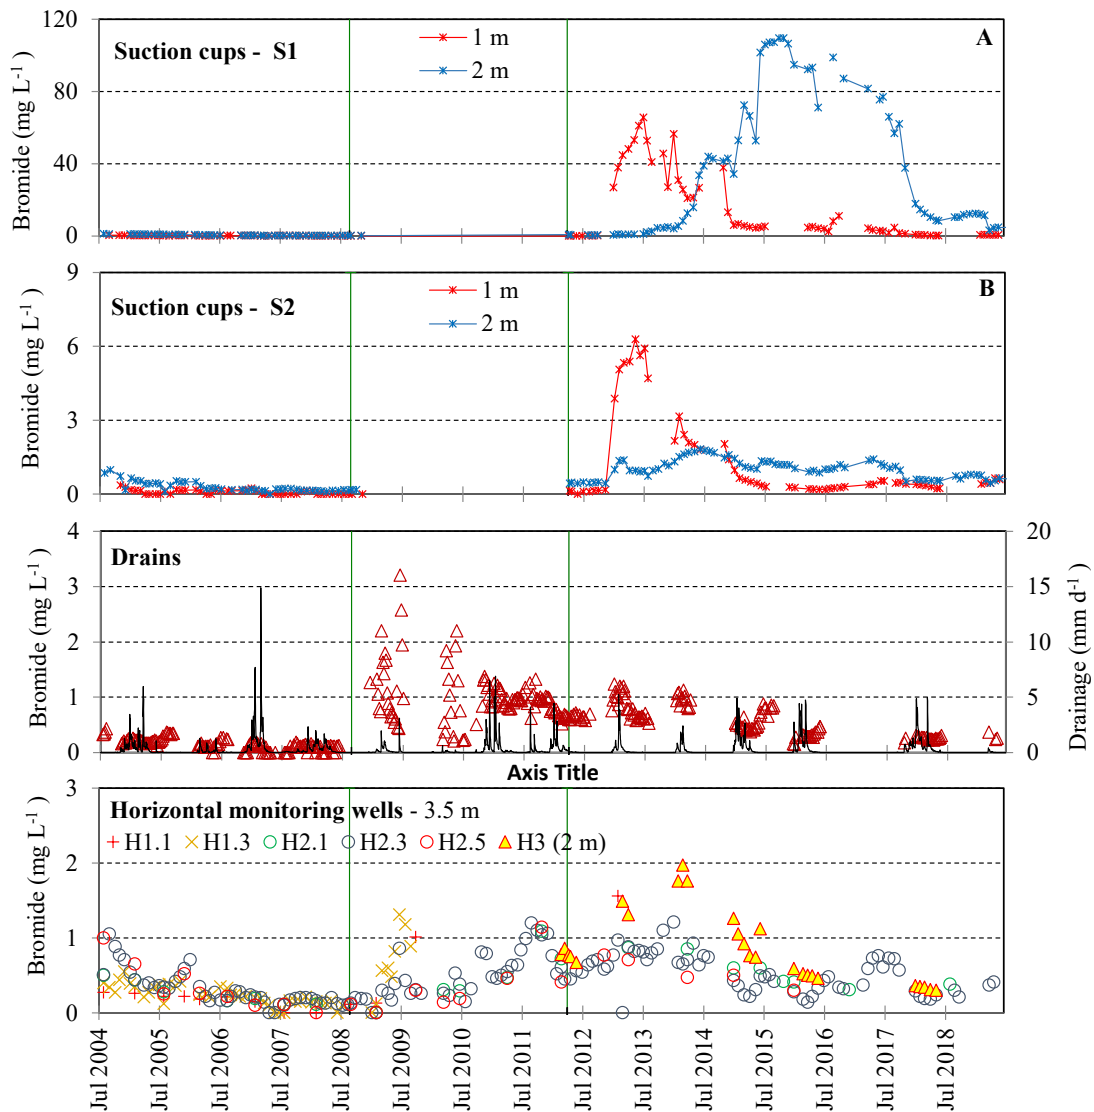 120
80
40
0
Bromide (mg L-1)
Suction cups - S1
1 m
2 m
A
9
6
3
0
Bromide (mg L-1)
Suction cups - S2
1 m
2 m
B
4
3
2
1
0
Bromide (mg L-1)
Drains
20
15
10
5
0
Drainage (mm d-1)
Axis Title
3
2
1
0
Bromide (mg L-1)
Horizontal monitoring wells - 3.5 m
H1.1 H1.3 H2.1 H2.3 H2.5 H3 (2 m)
Jul 2004
Jul 2005
Jul 2006
Jul 2007
Jul 2008
Jul 2009
Jul 2010
Jul 2011
Jul 2012
Jul 2013
Jul 2014
Jul 2015
Jul 2016
Jul 2017
Jul 2018